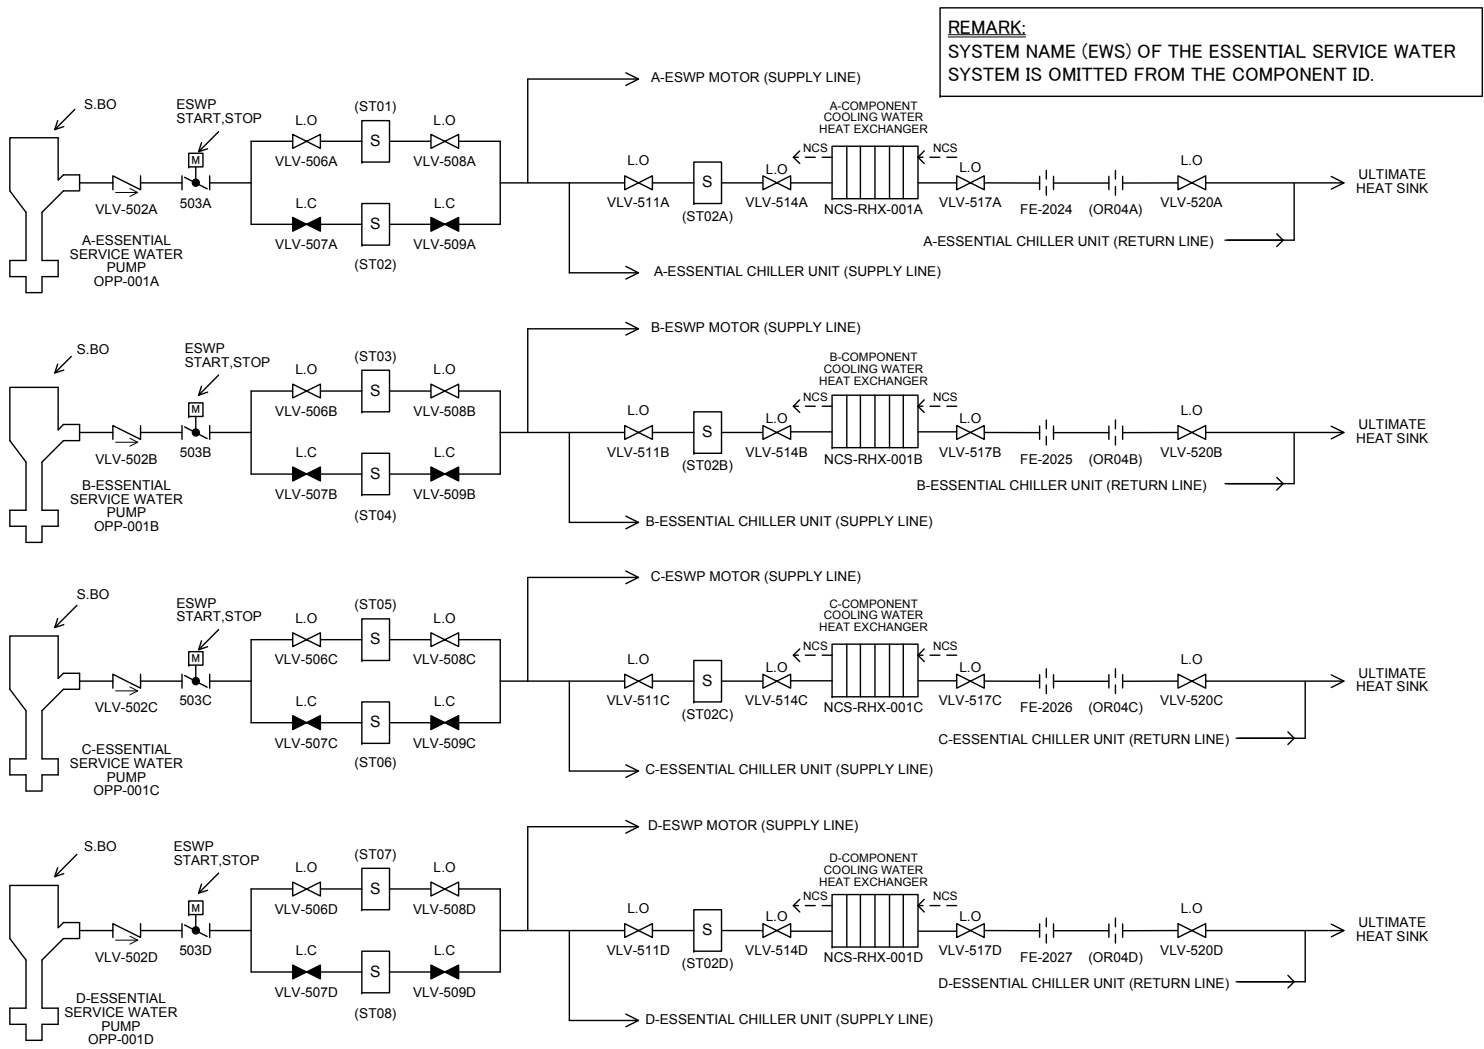 REMARK:
SYSTEM NAME (EWS) OF THE ESSENTIAL SERVICE WATER
SYSTEM IS OMITTED FROM THE COMPONENT ID.
S.BO
ESWP
START,STOP
M
VLV-502A
503A
A-ESSENTIAL
SERVICE WATER
PUMP
OPP-001A
L.O
VLV-506A
(ST01)
S
L.O
VLV-508A
L.C
VLV-507A
S
(ST02)
L.C
VLV-509A
A-ESWP MOTOR (SUPPLY LINE)
L.O
VLV-511A
S
(ST02A)
L.O
VLV-514A
A-COMPONENT
COOLING WATER
HEAT EXCHANGER
NCS
NCS
NCS-RHX-001A
L.O
VLV-517A
FE-2024
(OR04A)
L.O
VLV-520A
ULTIMATE
HEAT SINK
A-ESSENTIAL CHILLER UNIT (RETURN LINE)
A-ESSENTIAL CHILLER UNIT (SUPPLY LINE)
S.BO
ESWP
START,STOP
M
VLV-502B
503B
B-ESSENTIAL
SERVICE WATER
PUMP
OPP-001B
L.O
VLV-506B
(ST03)
S
L.O
VLV-508B
L.C
VLV-507B
S
(ST04)
L.C
VLV-509B
B-ESWP MOTOR (SUPPLY LINE)
L.O
VLV-511B
S
(ST02B)
L.O
VLV-514B
B-COMPONENT
COOLING WATER
HEAT EXCHANGER
NCS
NCS
NCS-RHX-001B
L.O
VLV-517B
FE-2025
(OR04B)
L.O
VLV-520B
ULTIMATE
HEAT SINK
B-ESSENTIAL CHILLER UNIT (RETURN LINE)
B-ESSENTIAL CHILLER UNIT (SUPPLY LINE)
S.BO
ESWP
START,STOP
M
VLV-502C
503C
C-ESSENTIAL
SERVICE WATER
PUMP
OPP-001C
L.O
VLV-506C
(ST05)
S
L.O
VLV-508C
L.C
VLV-507C
S
(ST06)
L.C
VLV-509C
C-ESWP MOTOR (SUPPLY LINE)
L.O
VLV-511C
S
(ST02C)
L.O
VLV-514C
C-COMPONENT
COOLING WATER
HEAT EXCHANGER
NCS
NCS
NCS-RHX-001C
L.O
VLV-517C
FE-2026
(OR04C)
L.O
VLV-520C
ULTIMATE
HEAT SINK
C-ESSENTIAL CHILLER UNIT (RETURN LINE)
C-ESSENTIAL CHILLER UNIT (SUPPLY LINE)
S.BO
ESWP
START,STOP
M
VLV-502D
503D
D-ESSENTIAL
SERVICE WATER
PUMP
OPP-001D
L.O
VLV-506D
(ST07)
S
L.O
VLV-508D
L.C
VLV-507D
S
(ST08)
L.C
VLV-509D
D-ESWP MOTOR (SUPPLY LINE)
L.O
VLV-511D
S
(ST02D)
L.O
VLV-514D
D-COMPONENT
COOLING WATER
HEAT EXCHANGER
NCS
NCS
NCS-RHX-001D
L.O
VLV-517D
FE-2027
(OR04D)
L.O
VLV-520D
ULTIMATE
HEAT SINK
D-ESSENTIAL CHILLER UNIT (RETURN LINE)
D-ESSENTIAL CHILLER UNIT (SUPPLY LINE)